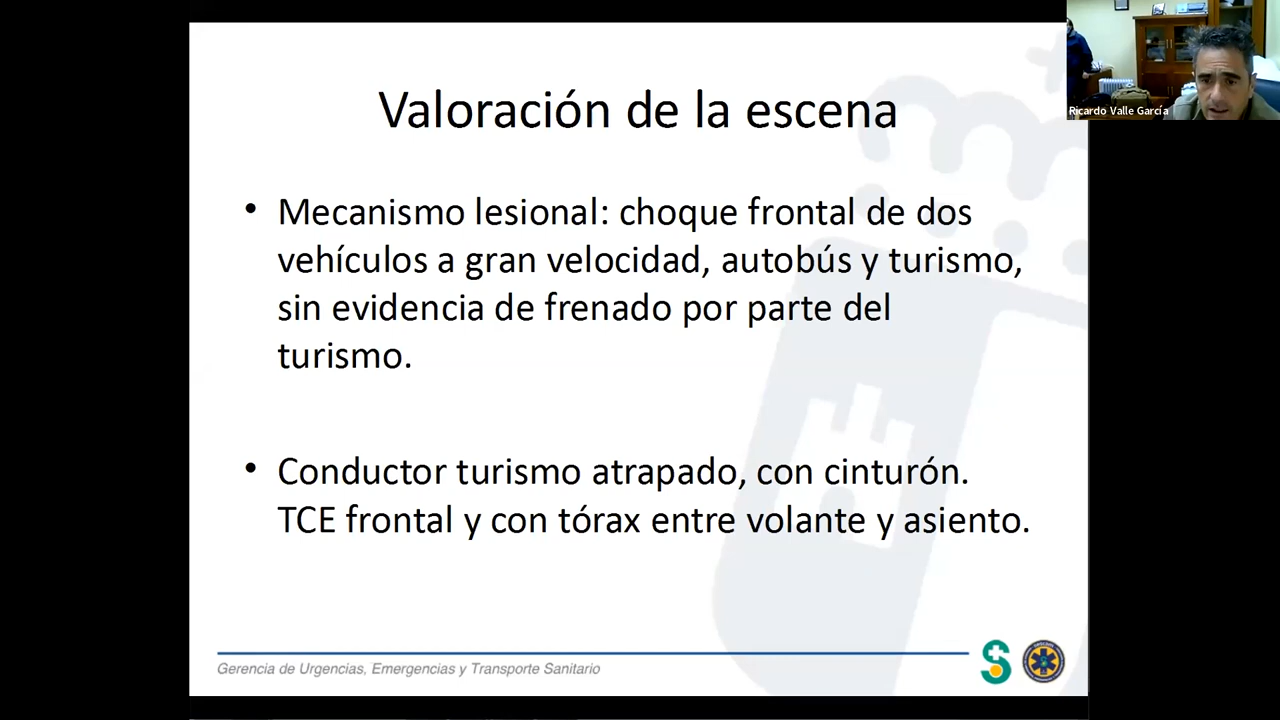 Valoración de la escena
• Mecanismo lesional: choque frontal de dos
vehículos a gran velocidad, autobús y turismo,
sin evidencia de frenado por parte del
turismo.
• Conductor turismo atrapado, con cinturón.
TCE frontal y con tórax entre volante y asiento.
Gerencia de Urgencias, Emergencias y Transporte Sanitario
Ricardo Valle García